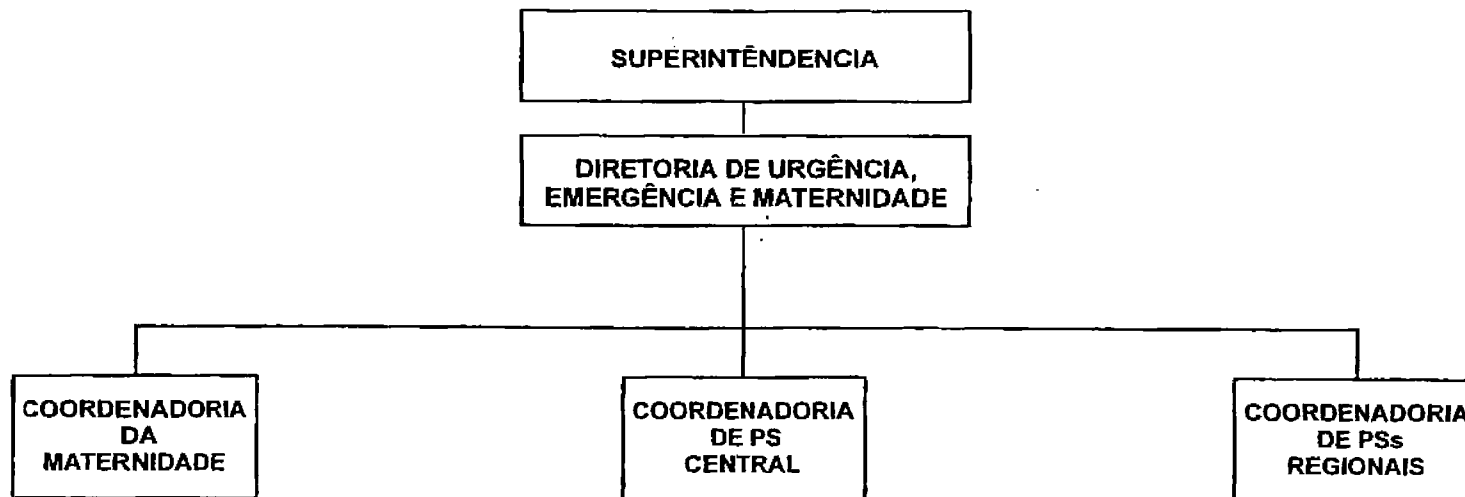 SUPERINTÊNDENCIA
DIRETORIA DE URGÊNCIA,
EMERGÊNCIA E MATERNIDADE
COORDENADORIA
DA
MATERNIDADE
COORDENADORIA
DE PS
CENTRAL
COORDENADORIA
DE PSs
REGIONAIS